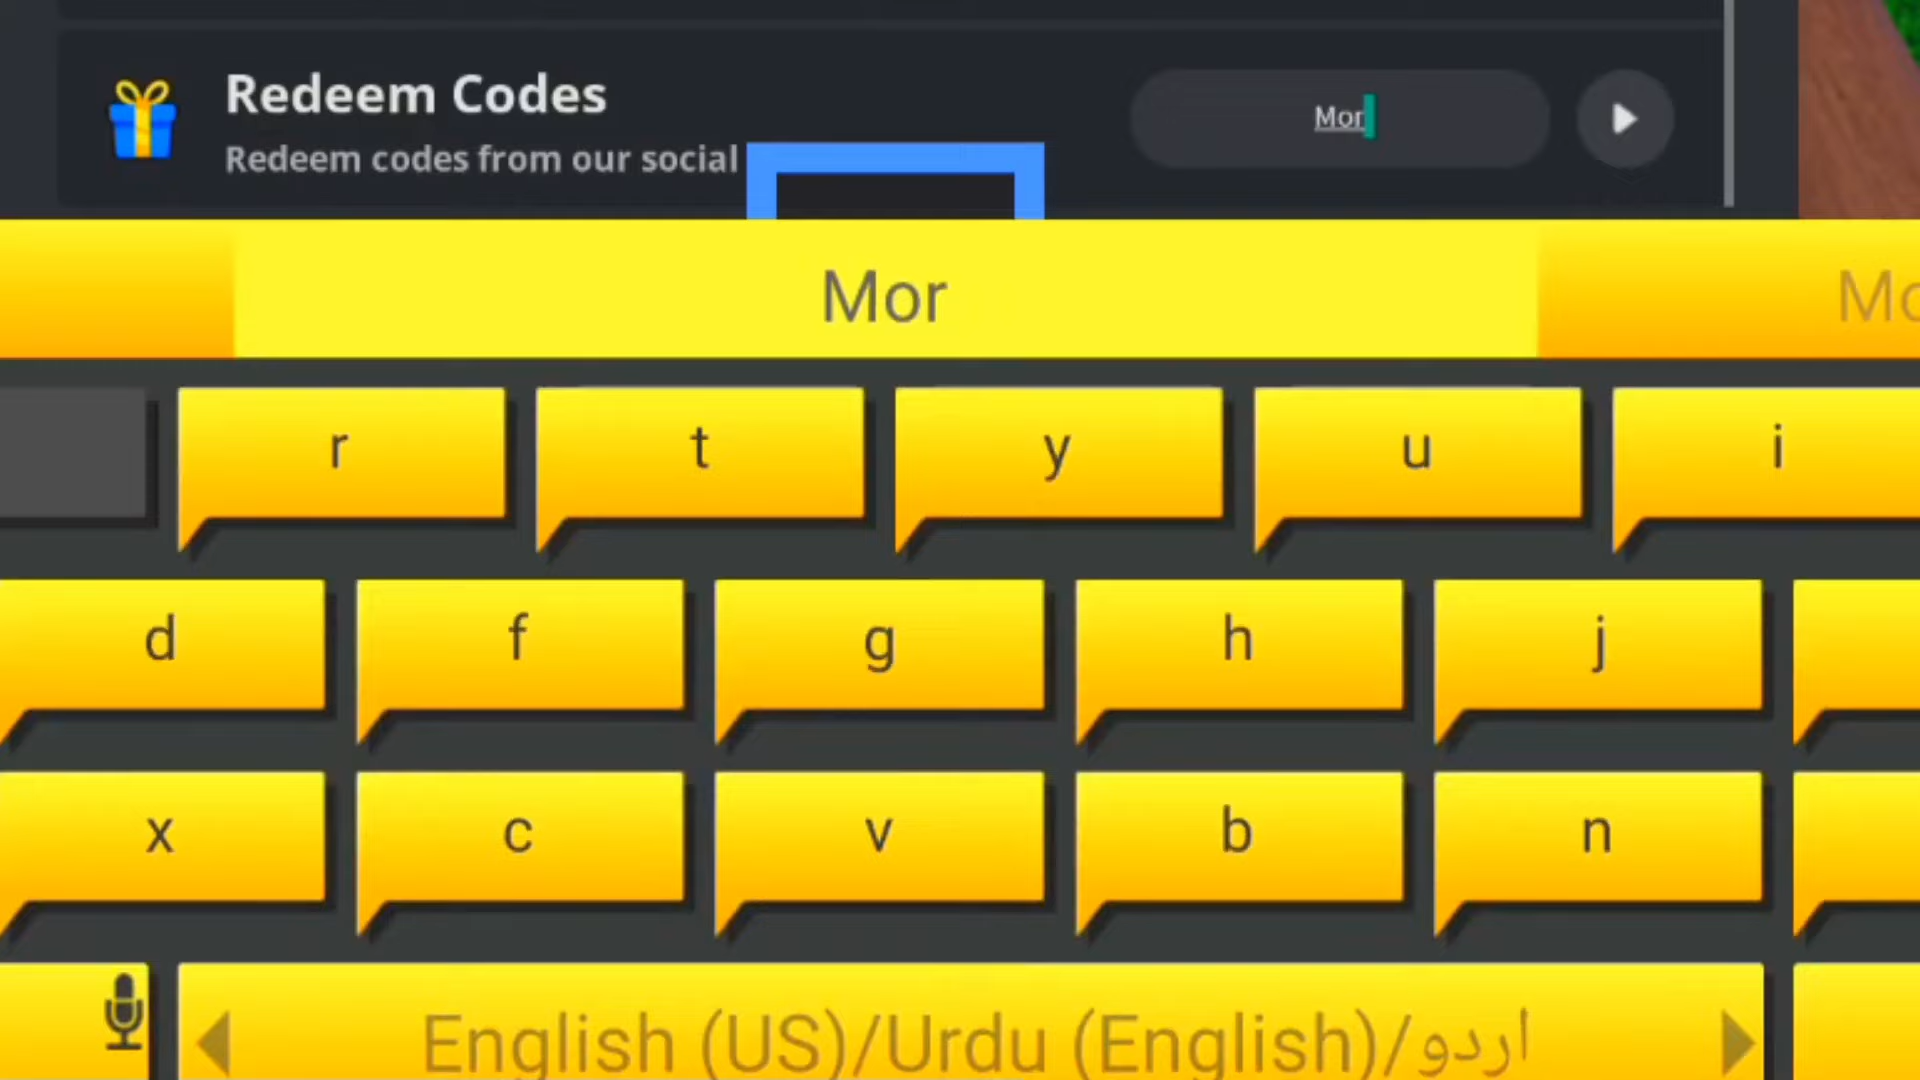 Redeem Codes
Mor
Redeem codes from our social
Mor
r t y u i
d f g h j
x c v b n
English (US)/Urdu (English)/اردو